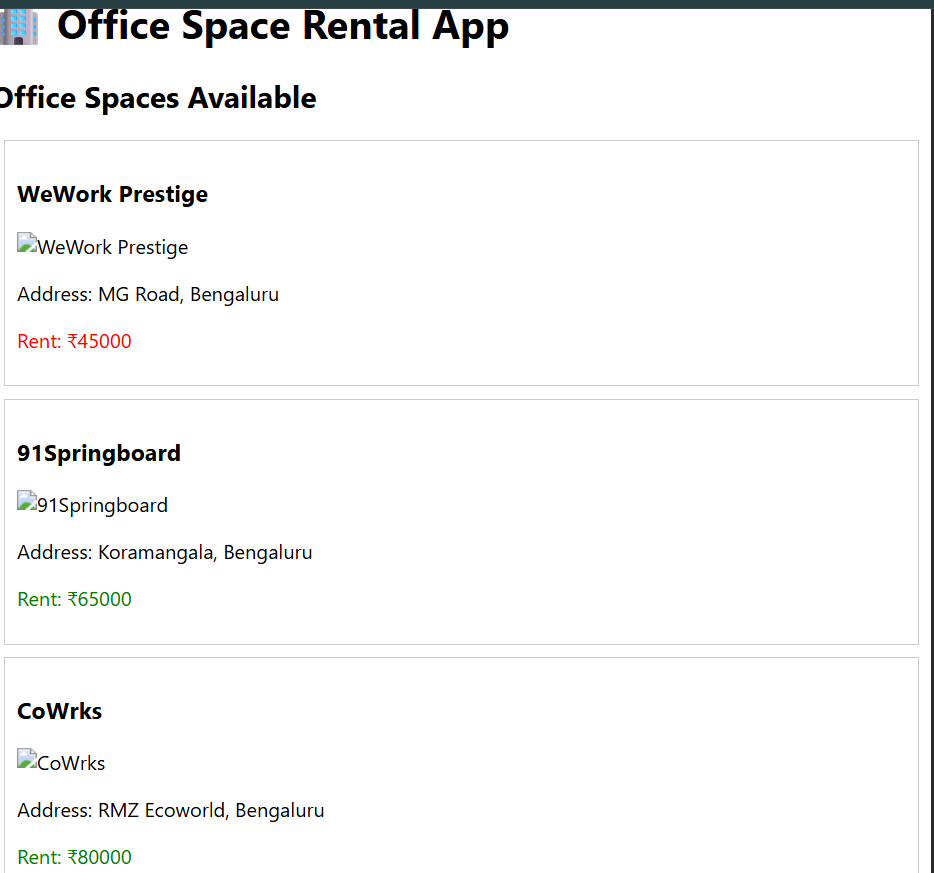 Office Space Rental App
Office Spaces Available
WeWork Prestige
WeWork Prestige
Address: MG Road, Bengaluru
Rent: ₹45000
91Springboard
91Springboard
Address: Koramangala, Bengaluru
Rent: ₹65000
CoWrks
CoWrks
Address: RMZ Ecoworld, Bengaluru
Rent: ₹80000